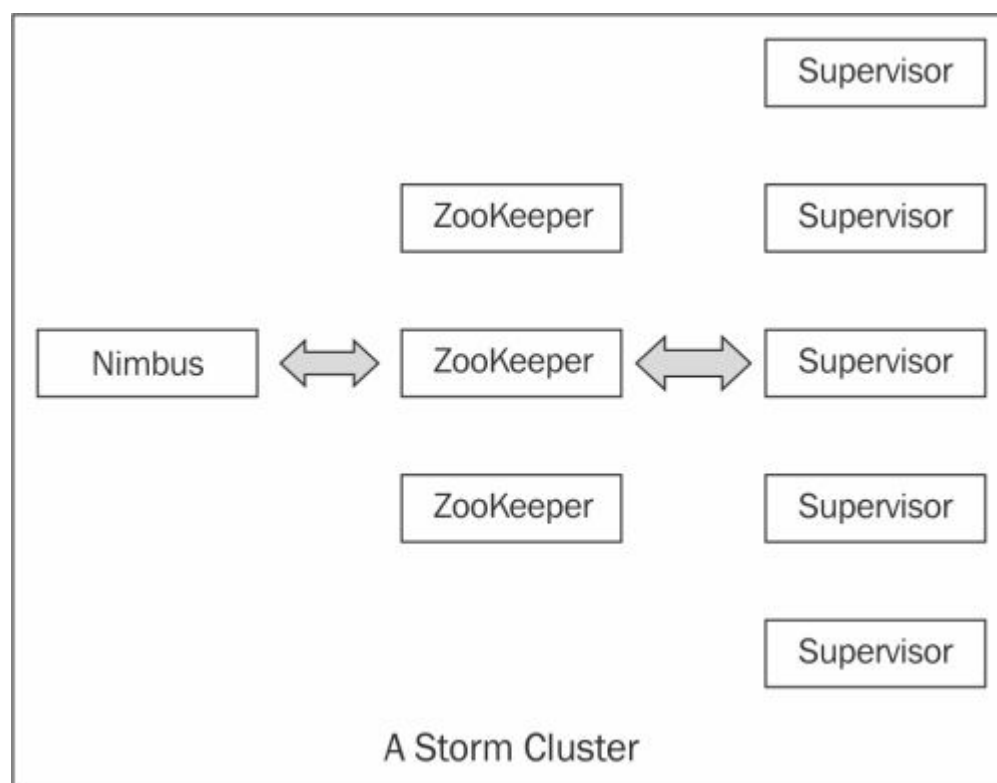 Supervisor
ZooKeeper
Supervisor
Nimbus
ZooKeeper
Supervisor
ZooKeeper
Supervisor
Supervisor
A Storm Cluster